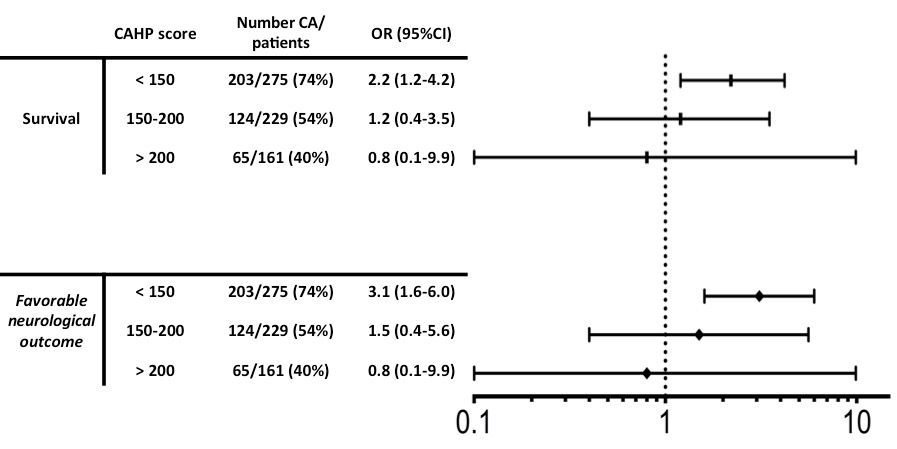 CAHP score Number CA/ patients OR (95%CI)
Survival
< 150 203/275 (74%) 2.2 (1.2-4.2)
150-200 124/229 (54%) 1.2 (0.4-3.5)
> 200 65/161 (40%) 0.8 (0.1-9.9)
Favorable
neurological
outcome
< 150 203/275 (74%) 3.1 (1.6-6.0)
150-200 124/229 (54%) 1.5 (0.4-5.6)
> 200 65/161 (40%) 0.8 (0.1-9.9)
0.1 1 10